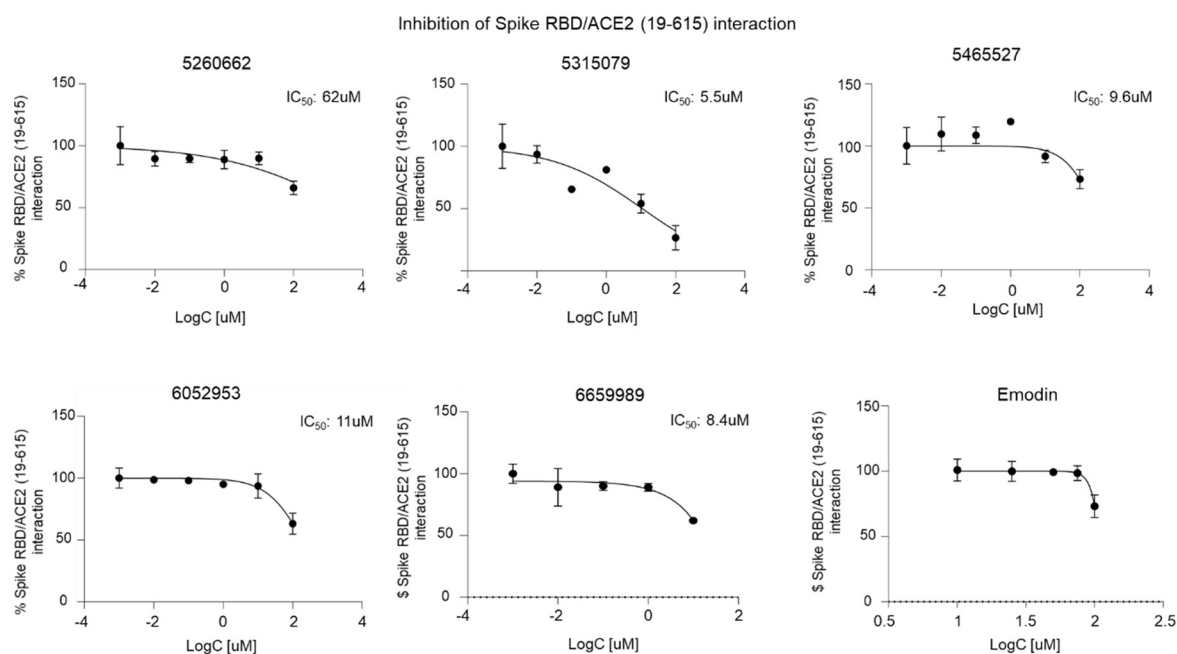 Inhibition of Spike RBD/ACE2 (19-615) interaction
5260662
IC50: 62uM
% Spike RBD/ACE2 (19-615)
interaction
150
100
50
0
-4 -2 0 2 4
LogC [uM]
5315079
IC50: 5.5uM
% Spike RBD/ACE2 (19-615)
interaction
150
100
50
0
-4 -2 0 2 4
LogC [uM]
5465527
IC50: 9.6uM
% Spike RBD/ACE2 (19-615)
interaction
150
100
50
0
-4 -2 0 2 4
LogC [uM]
6052953
IC50: 11uM
% Spike RBD/ACE2 (19-615)
interaction
150
100
50
0
-4 -2 0 2 4
LogC [uM]
6659989
IC50: 8.4uM
$ Spike RBD/ACE2 (19-615)
interaction
150
100
50
0
-4 -2 0 2
LogC [uM]
Emodin
$ Spike RBD/ACE2 (19-615)
interaction
150
100
50
0
0.5 1 1.5 2 2.5
LogC [uM]